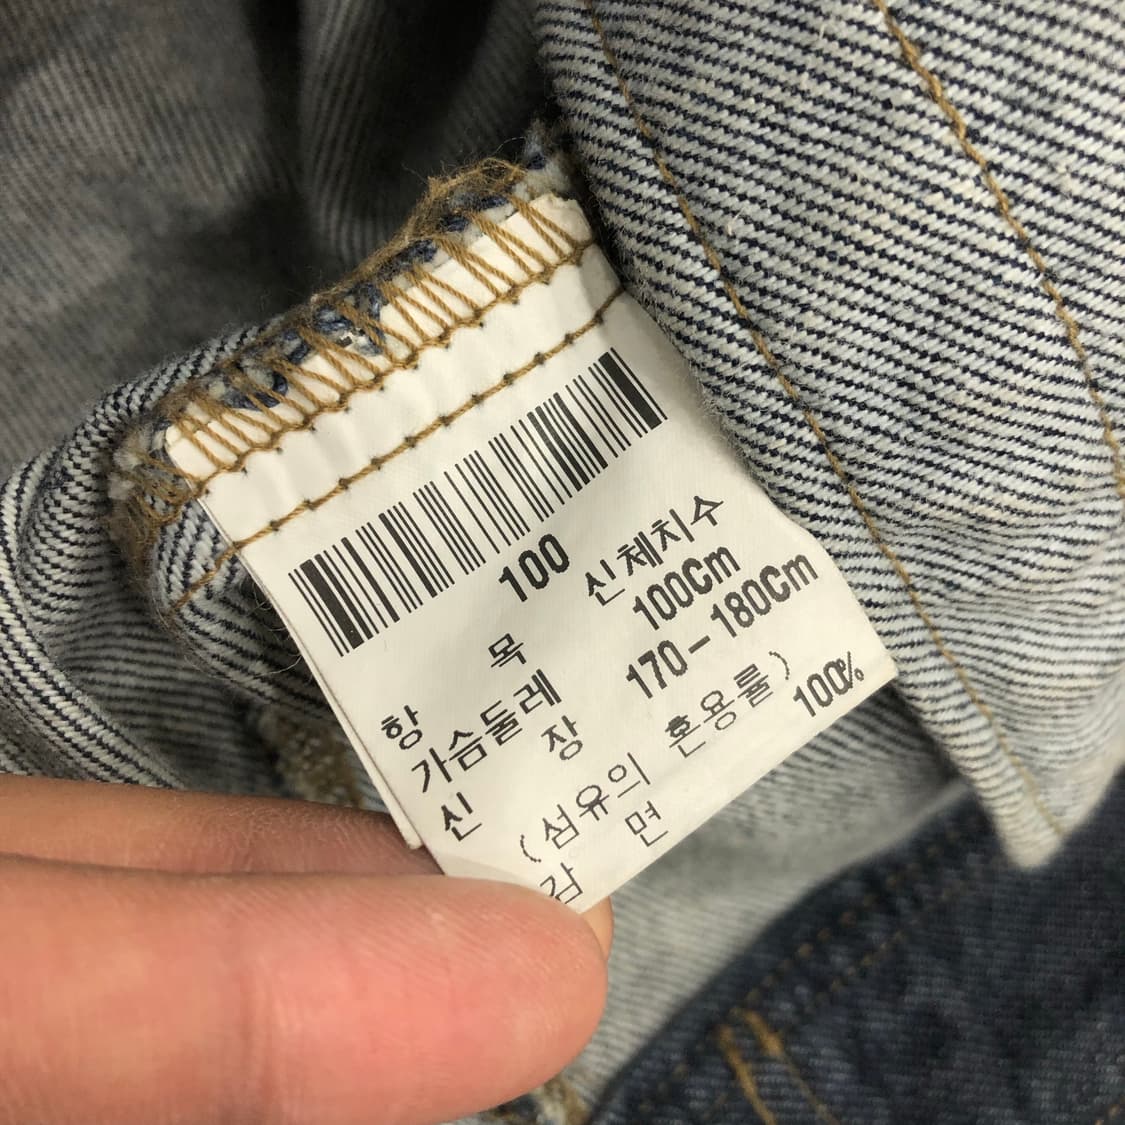 100
항 목 신체치수
가슴둘레 100Cm
신 장 170-180Cm
(섬유의 혼용률)
감 면 100%